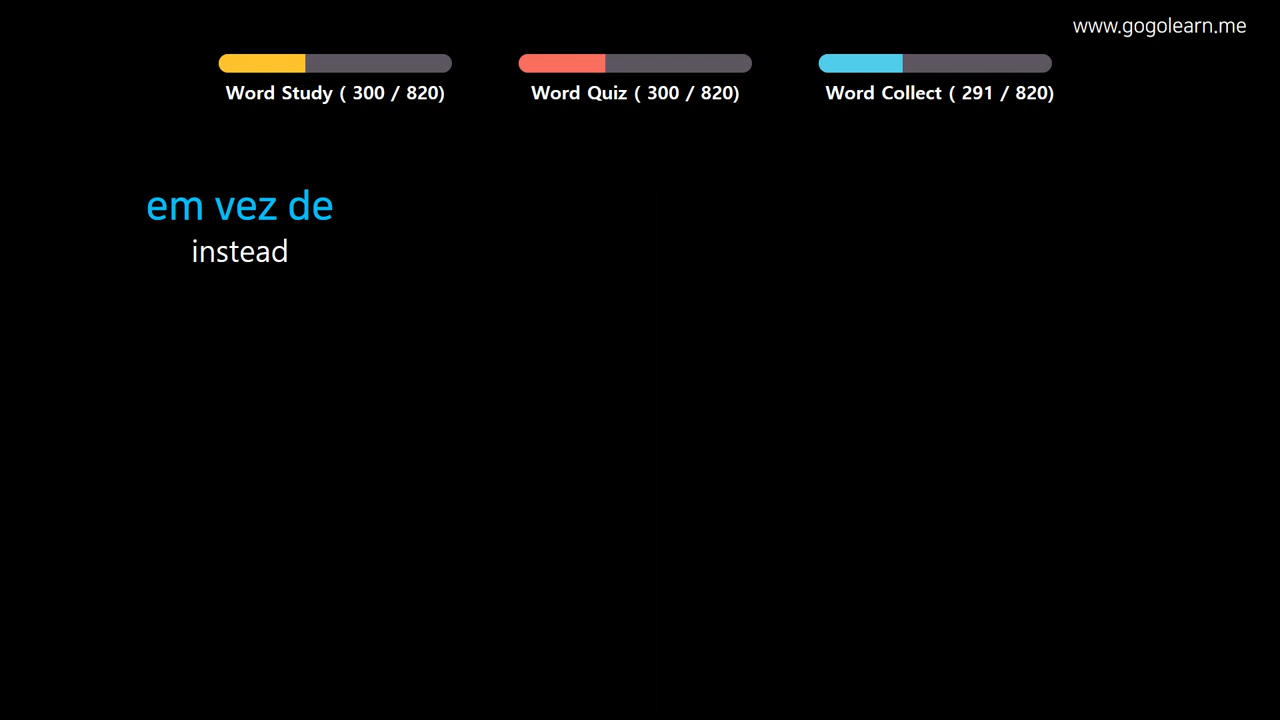 www.gogolearn.me
Word Study ( 300 / 820)
Word Quiz ( 300 / 820)
Word Collect ( 291 / 820)
em vez de
instead